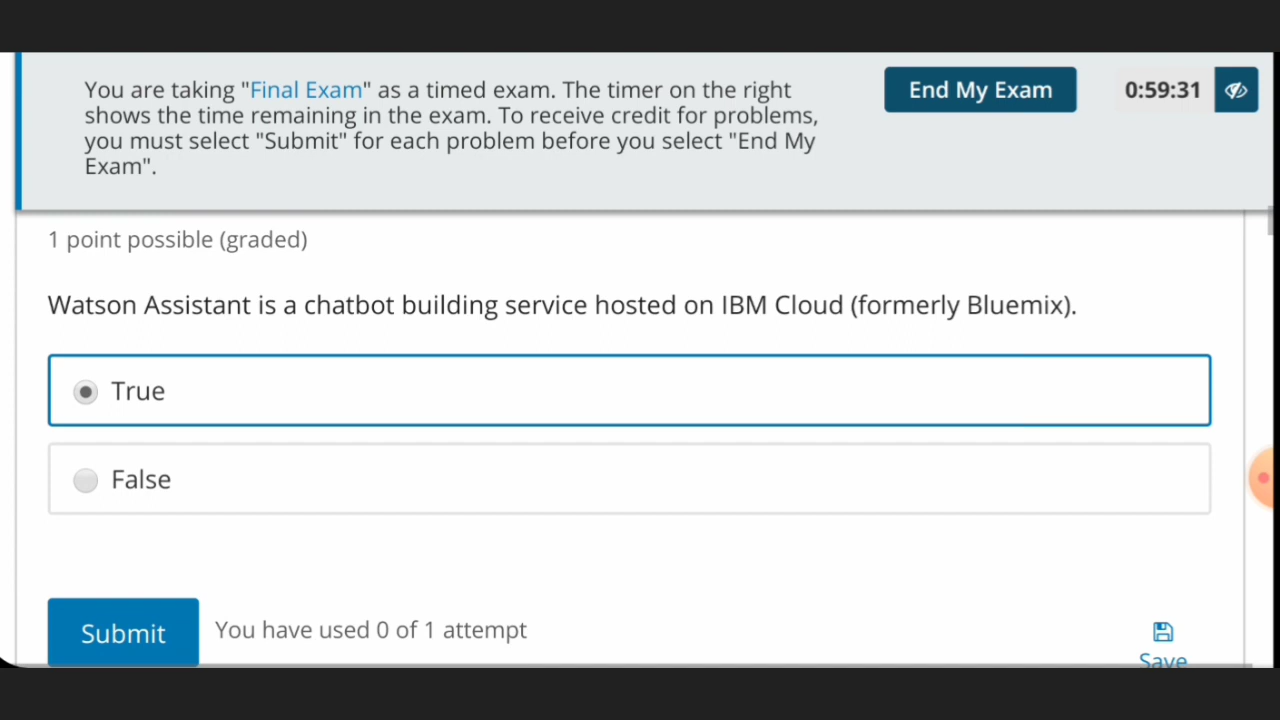 You are taking "Final Exam" as a timed exam. The timer on the right
shows the time remaining in the exam. To receive credit for problems,
you must select "Submit" for each problem before you select "End My
Exam".
End My Exam
0:59:31
1 point possible (graded)
Watson Assistant is a chatbot building service hosted on IBM Cloud (formerly Bluemix).
True
False
Submit
You have used 0 of 1 attempt
Save